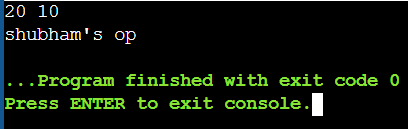 20 10
shubham's op
...Program finished with exit code 0
Press ENTER to exit console.